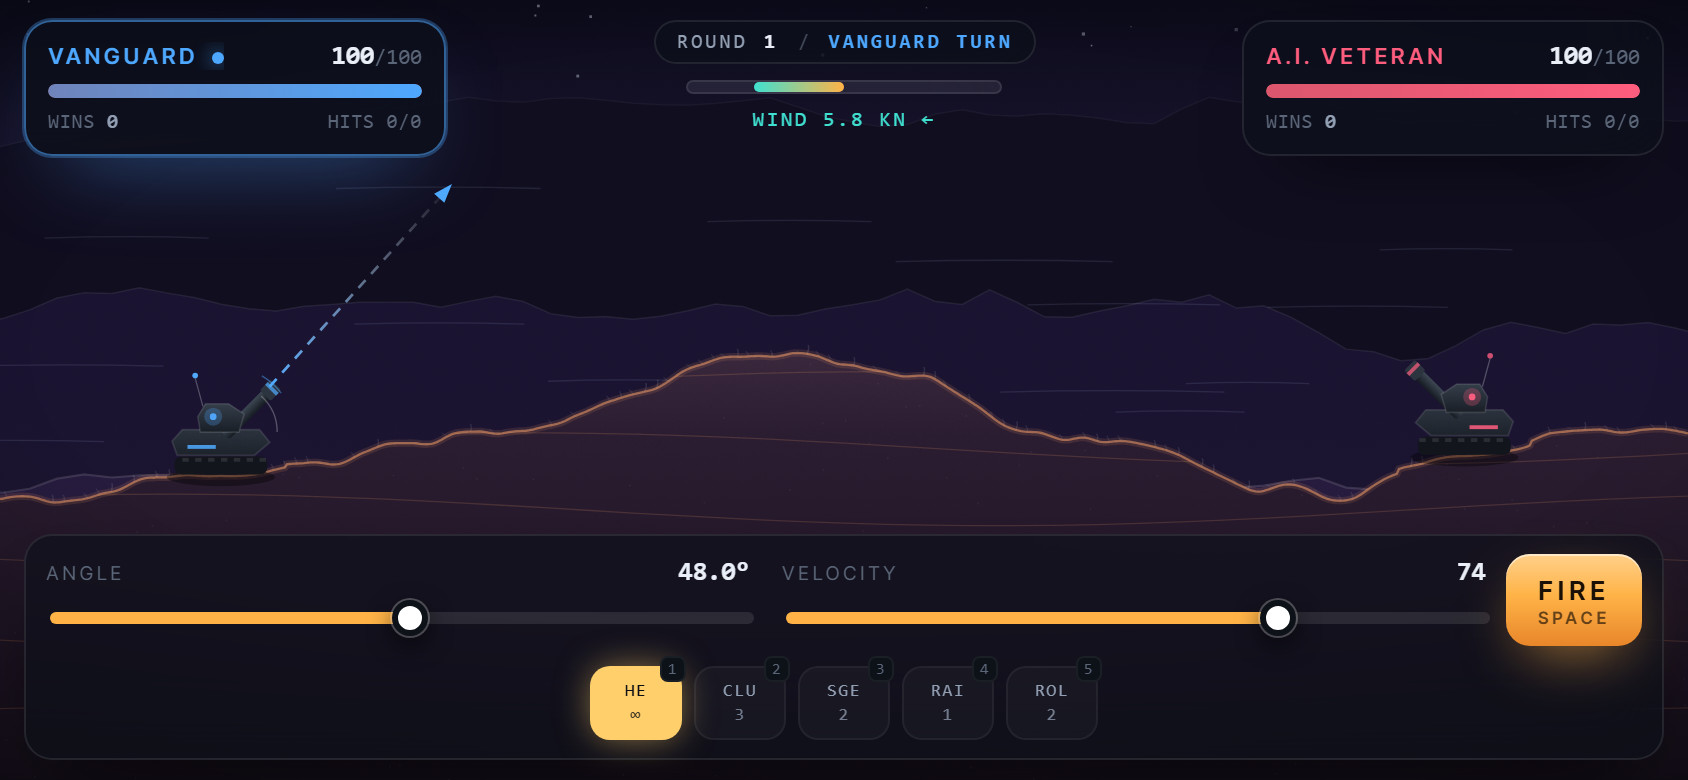 VANGUARD 100/100
WINS 0 HITS 0/0
ROUND 1 / VANGUARD TURN
WIND 5.8 KN ←
A.I. VETERAN 100/100
WINS 0 HITS 0/0
ANGLE 48.0°
VELOCITY 74
FIRE
SPACE
1
HE
∞
2
CLU
3
3
SGE
2
4
RAI
1
5
ROL
2